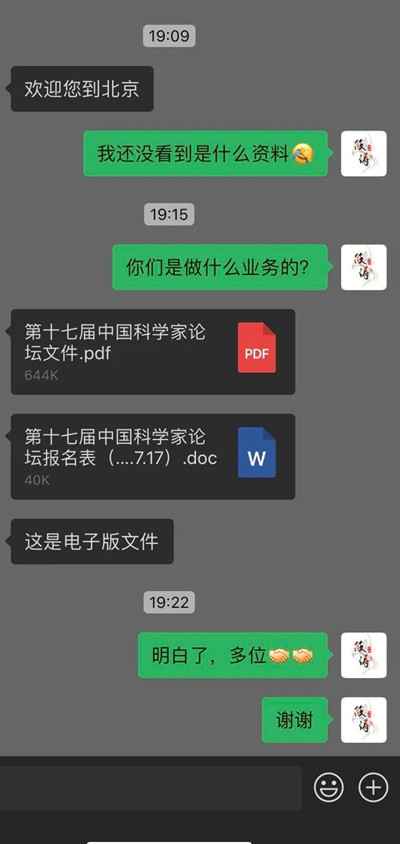 19:09
欢迎您到北京
我还没看到是什么资料
19:15
你们是做什么业务的?
第十七届中国科学家论
坛文件.pdf
644K
PDF
第十七届中国科学家论
坛报名表（....7.17）.doc
40K
W
这是电子版文件
19:22
明白了，多位
谢谢